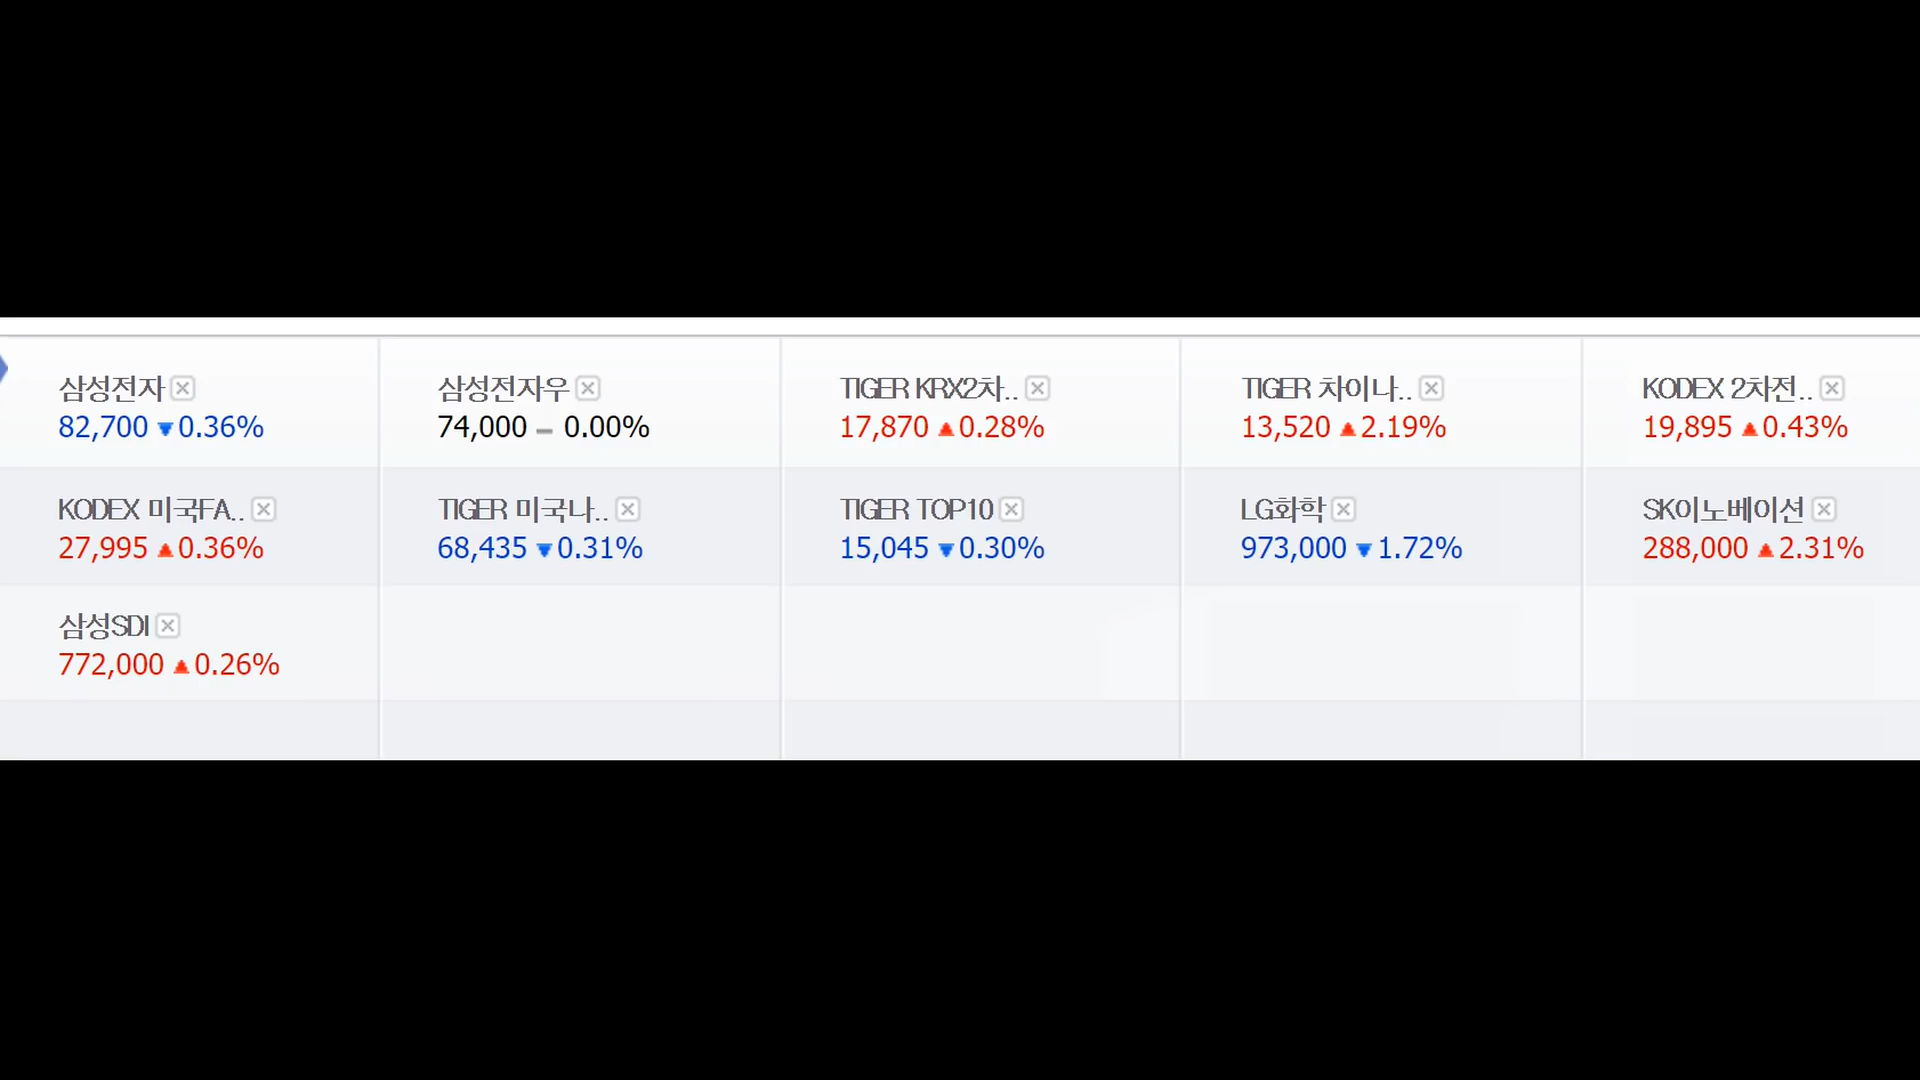 삼성전자
82,700 ▼0.36%
삼성전자우
74,000 － 0.00%
TIGER KRX2차..
17,870 ▲0.28%
TIGER 차이나..
13,520 ▲2.19%
KODEX 2차전..
19,895 ▲0.43%
KODEX 미국FA..
27,995 ▲0.36%
TIGER 미국나..
68,435 ▼0.31%
TIGER TOP10
15,045 ▼0.30%
LG화학
973,000 ▼1.72%
SK이노베이션
288,000 ▲2.31%
삼성SDI
772,000 ▲0.26%